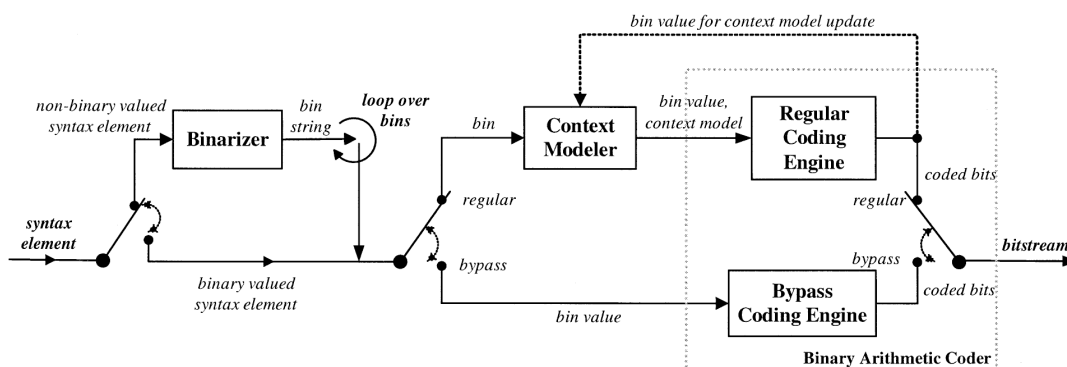 bin value for context model update
non-binary valued
syntax element
Binarizer
bin
string
loop over
bins
bin
Context
Modeler
bin value,
context model
Regular
Coding
Engine
coded bits
regular
regular
syntax
element
binary valued
syntax element
bypass
bin value
Bypass
Coding Engine
bypass
coded bits
bitstream
Binary Arithmetic Coder